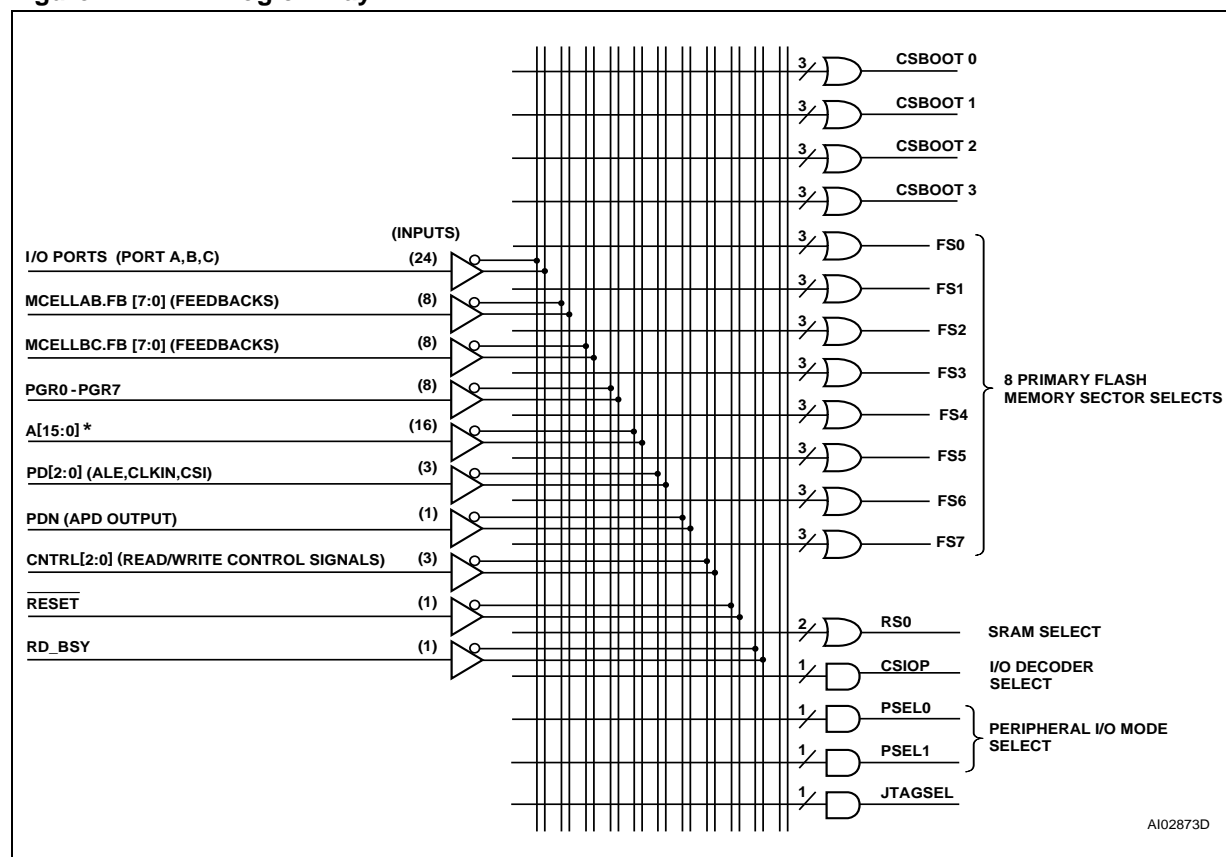 CSBOOT 0
3
CSBOOT 1
3
CSBOOT 2
3
CSBOOT 3
3
(INPUTS)
I/O PORTS (PORT A,B,C) (24)
MCELLAB.FB [7:0] (FEEDBACKS) (8)
MCELLBC.FB [7:0] (FEEDBACKS) (8)
PGR0 - PGR7 (8)
A[15:0] * (16)
PD[2:0] (ALE,CLKIN,CSI) (3)
PDN (APD OUTPUT) (1)
CNTRL[2:0] (READ/WRITE CONTROL SIGNALS) (3)
RESET (1)
RD_BSY (1)
3 FS0
3 FS1
3 FS2
3 FS3
3 FS4
3 FS5
3 FS6
3 FS7
8 PRIMARY FLASH
MEMORY SECTOR SELECTS
2 RS0 SRAM SELECT
1 CSIOP I/O DECODER
SELECT
1 PSEL0
1 PSEL1
PERIPHERAL I/O MODE
SELECT
1 JTAGSEL
AI02873D